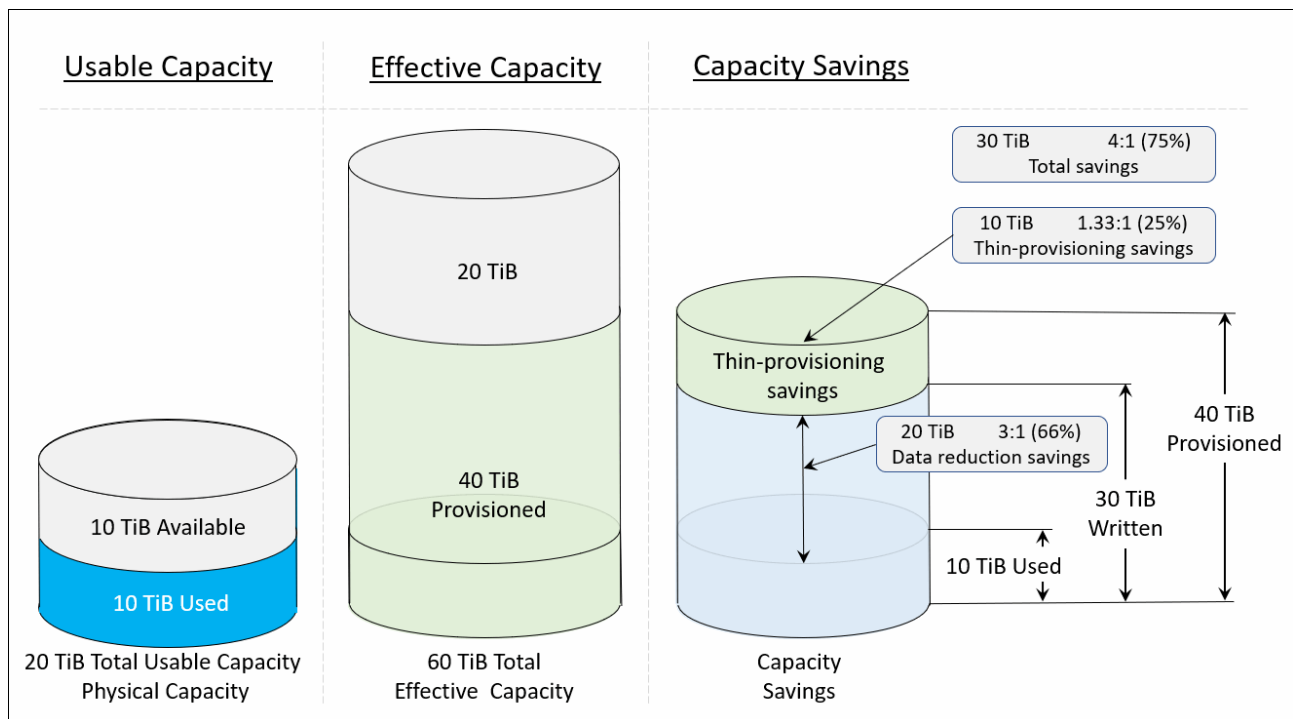 Usable Capacity
Effective Capacity
Capacity Savings
10 TiB Available
10 TiB Used
20 TiB Total Usable Capacity
Physical Capacity
20 TiB
40 TiB
Provisioned
60 TiB Total
Effective Capacity
30 TiB 4:1 (75%)
Total savings
10 TiB 1.33:1 (25%)
Thin-provisioning savings
Thin-provisioning
savings
20 TiB 3:1 (66%)
Data reduction savings
40 TiB
Provisioned
30 TiB
Written
10 TiB Used
Capacity
Savings